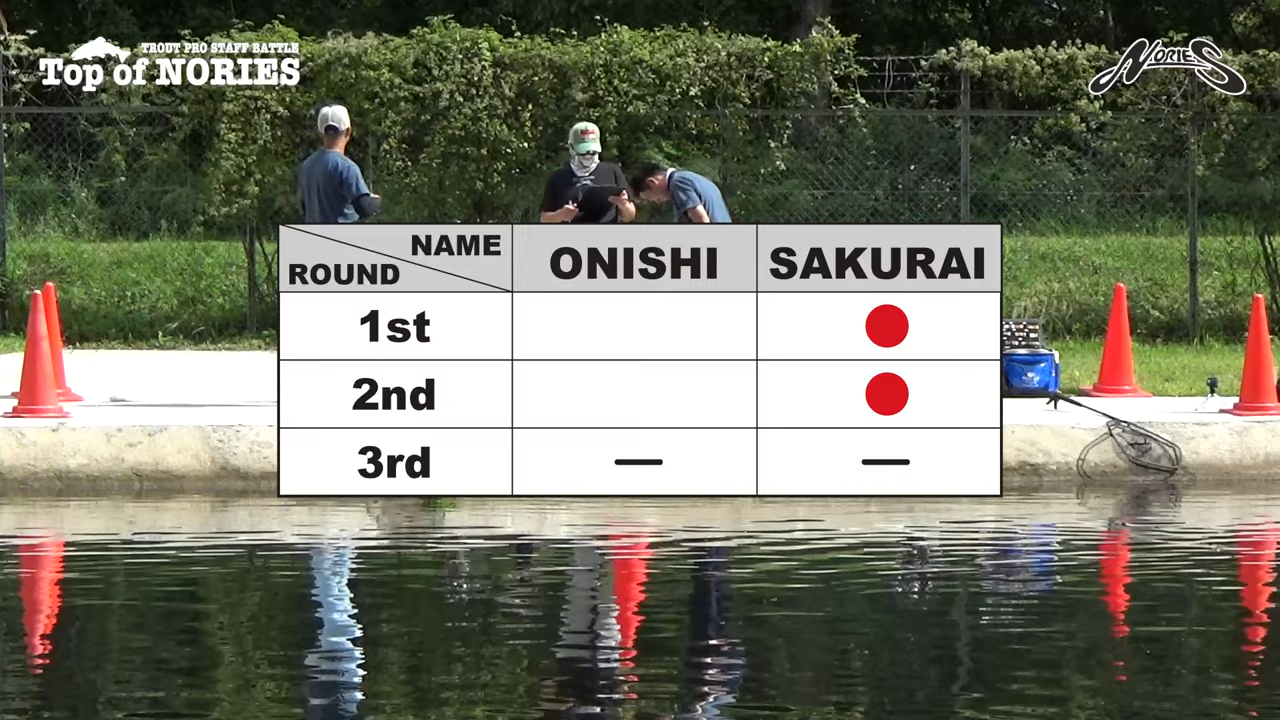 TROUT PRO STAFF BATTLE
Top of NORIES
NORIES
NAME
ROUND
ONISHI
SAKURAI
1st
2nd
3rd — —